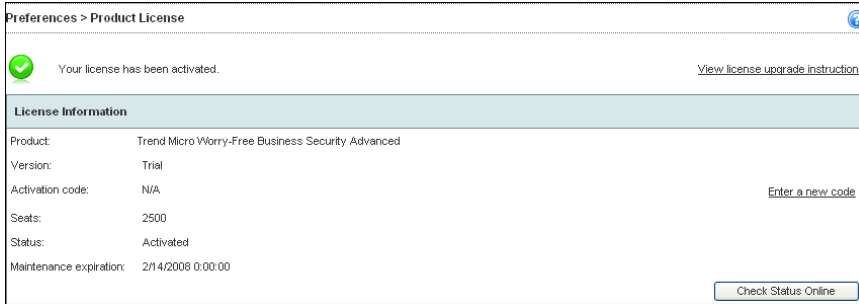 Preferences > Product License
Your license has been activated.
View license upgrade instruction
License Information
Product: Trend Micro Worry-Free Business Security Advanced
Version: Trial
Activation code: N/A
Enter a new code
Seats: 2500
Status: Activated
Maintenance expiration: 2/14/2008 0:00:00
Check Status Online